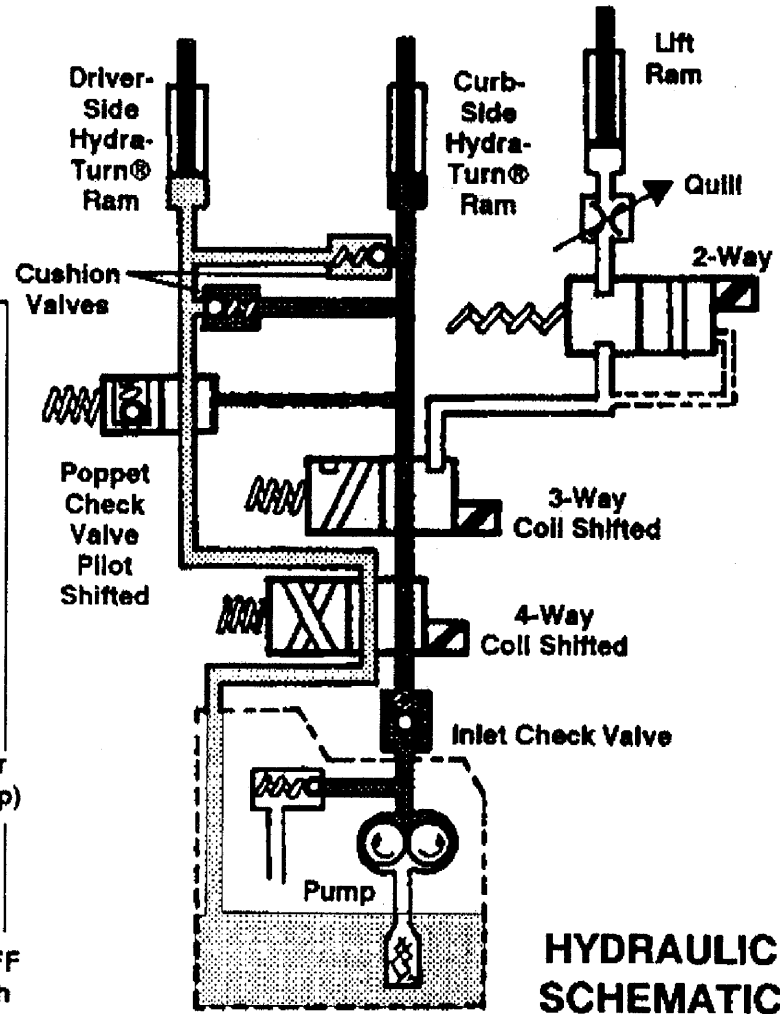 Driver-
Side
Hydra-
Turn®
Ram
Curb-
Side
Hydra-
Turn®
Ram
Lift
Ram
Quill
2-Way
Cushion
Valves
Poppet
Check
Valve
Pilot
Shifted
3-Way
Coil Shifted
4-Way
Coil Shifted
Inlet Check Valve
Pump
p)
FF
HYDRAULIC
SCHEMATIC